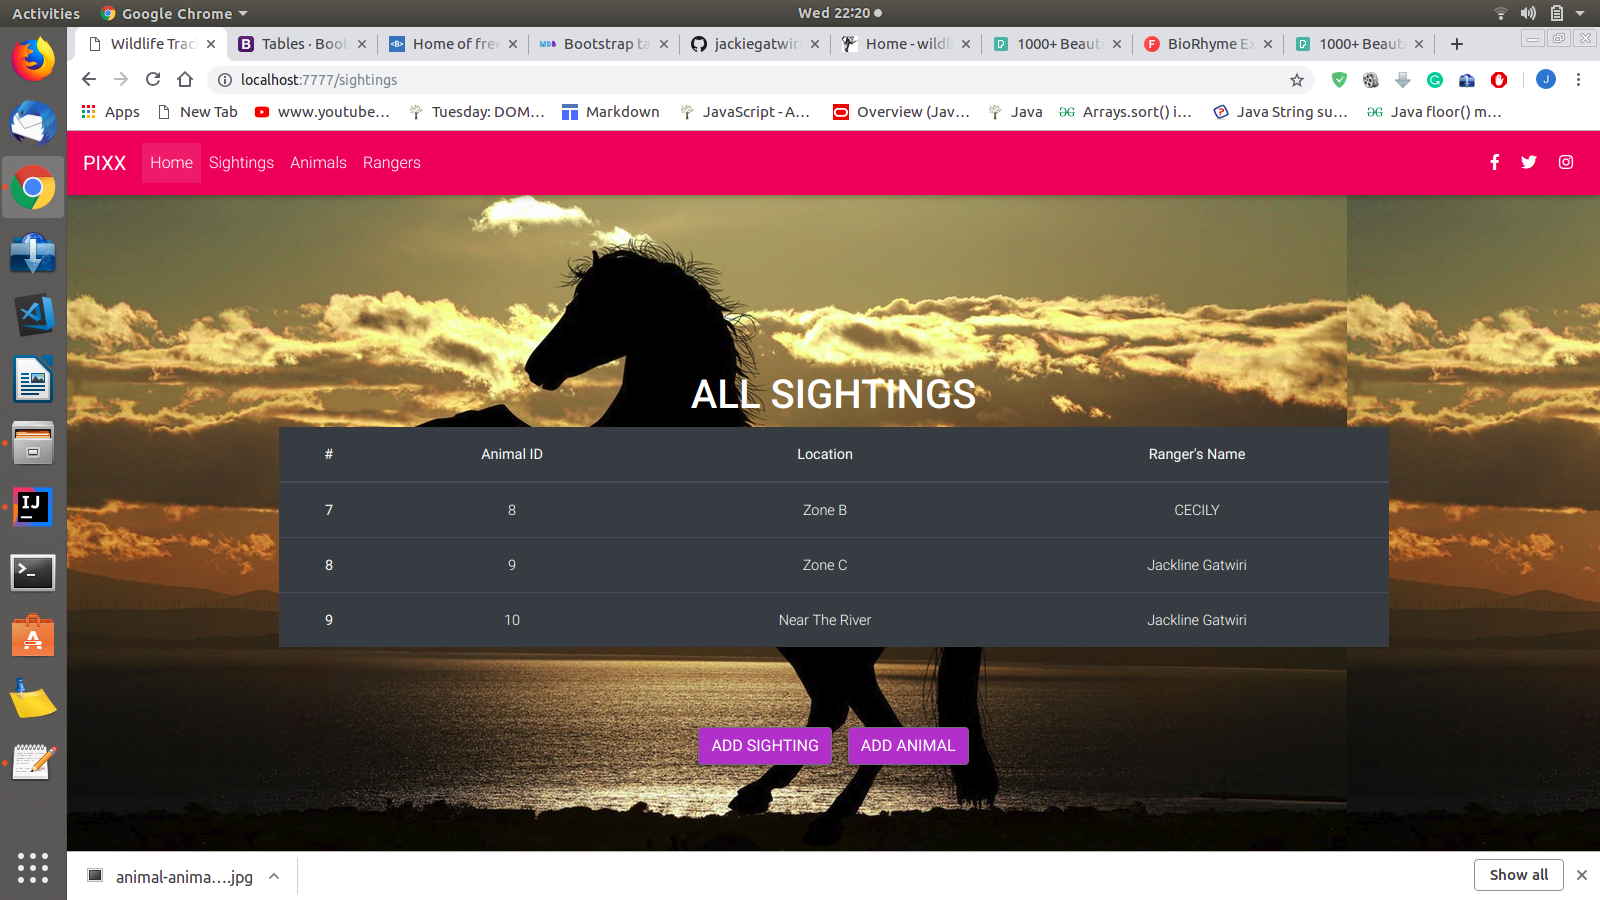 Activities Google Chrome Wed 22:20
Wildlife Trac Tables · Boot Home of free Bootstrap ta jackiegatwiri Home - wildl 1000+ Beauti BioRhyme Ex 1000+ Beauti
localhost:7777/sightings J
Apps New Tab www.youtube... Tuesday: DOM... Markdown JavaScript - A... Overview (Jav... Java Arrays.sort() i... Java String su... Java floor() m...
PIXX Home Sightings Animals Rangers
ALL SIGHTINGS
# Animal ID Location Ranger's Name
7 8 Zone B CECILY
8 9 Zone C Jackline Gatwiri
9 10 Near The River Jackline Gatwiri
ADD SIGHTING ADD ANIMAL
animal-anima....jpg Show all